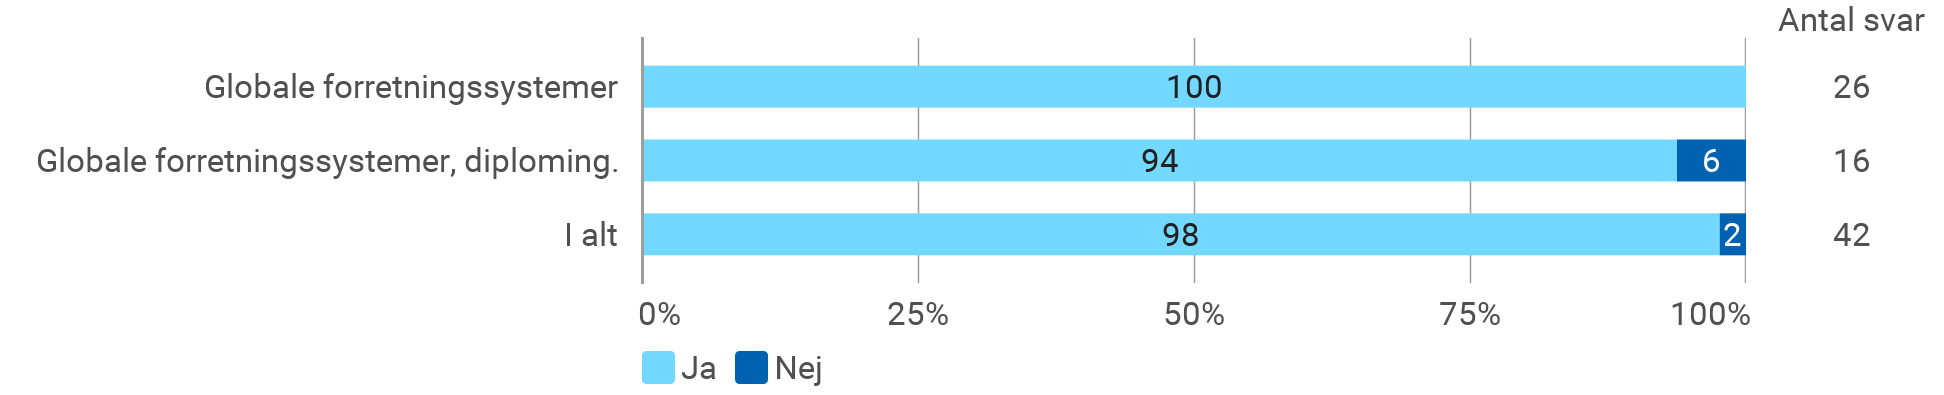 Antal svar
Globale forretningssystemer 100 26
Globale forretningssystemer, diploming. 94 6 16
I alt 98 2 42
0% 25% 50% 75% 100%
Ja Nej